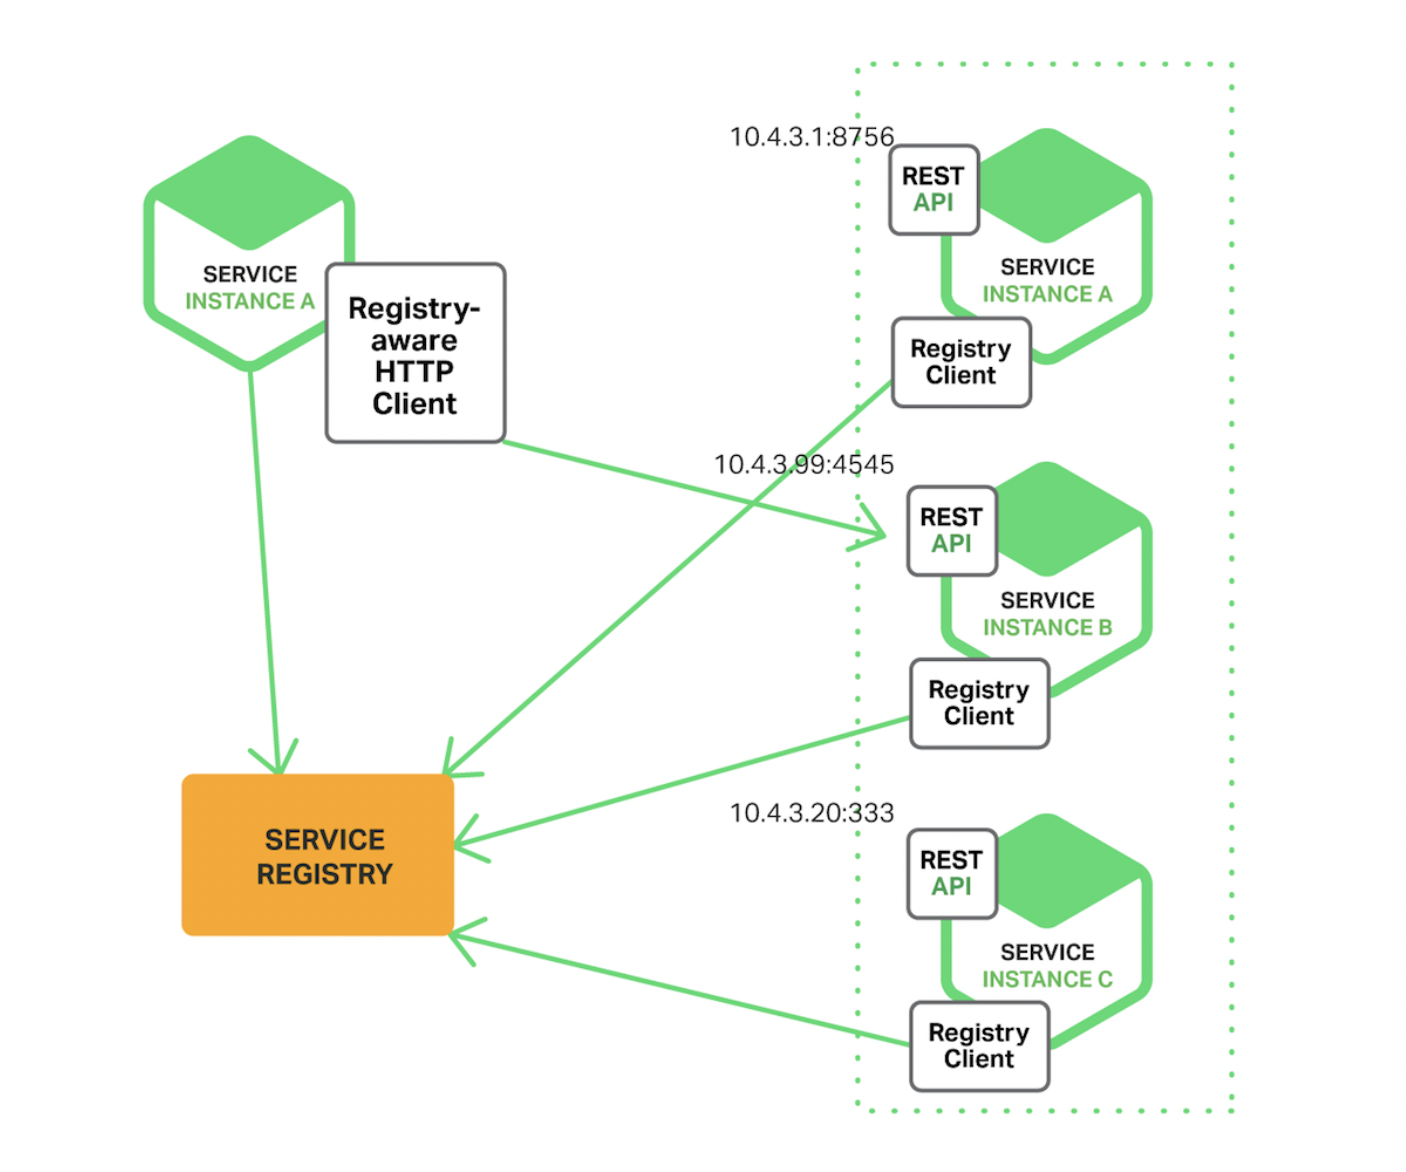 SERVICE
INSTANCE A
Registry-
aware
HTTP
Client
SERVICE
REGISTRY
10.4.3.1:8756
REST
API
SERVICE
INSTANCE A
Registry
Client
10.4.3.99:4545
REST
API
SERVICE
INSTANCE B
Registry
Client
10.4.3.20:333
REST
API
SERVICE
INSTANCE C
Registry
Client